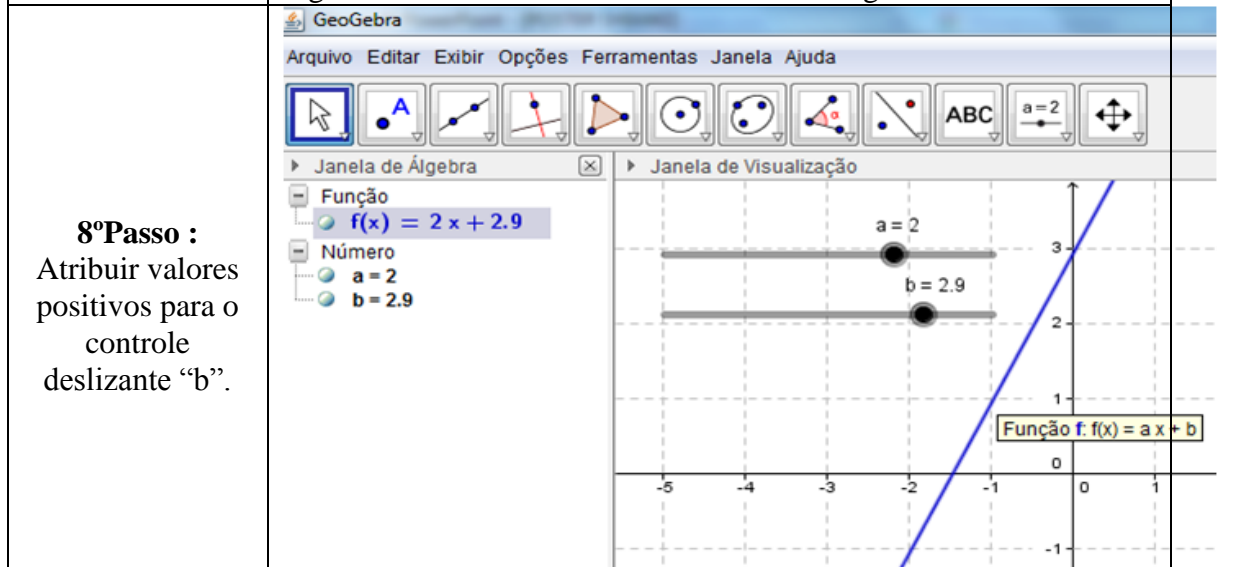 GeoGebra
Arquivo Editar Exibir Opções Ferramentas Janela Ajuda
A
α
ABC
a = 2
Janela de Álgebra
Janela de Visualização
8ºPasso :
Atribuir valores
positivos para o
controle
deslizante “b”.
Função
f(x) = 2 x + 2.9
Número
a = 2
b = 2.9
a = 2
b = 2.9
3
2
1
Função f: f(x) = a x + b
0
-5 -4 -3 -2 -1 0 1
-1